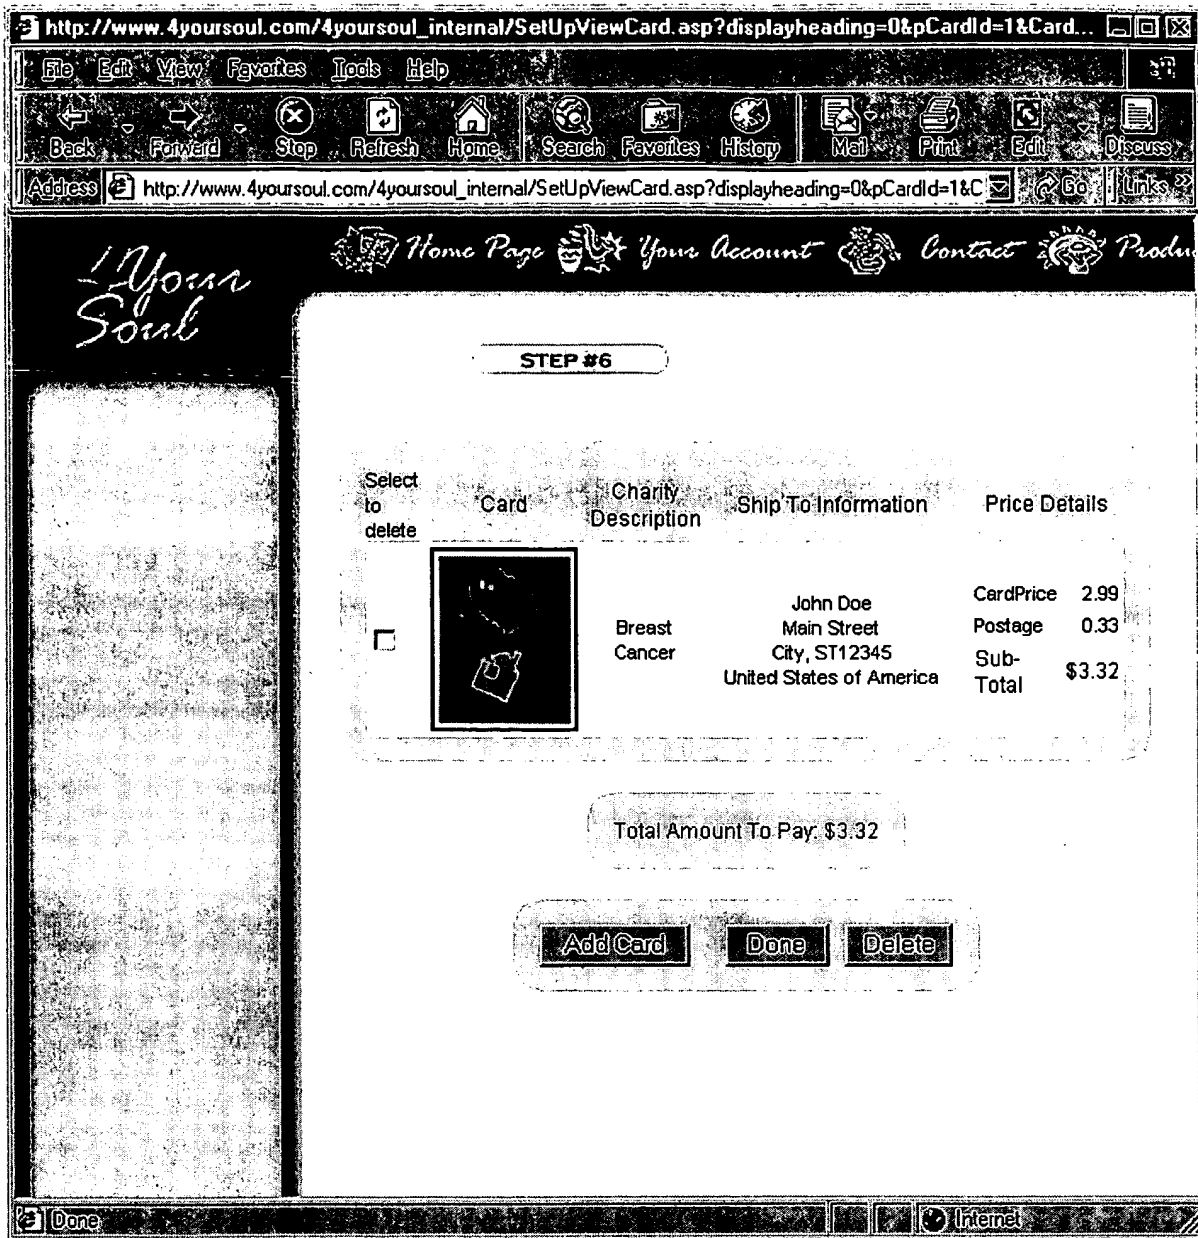 http://www.4yoursoul.com/4yoursoul_internal/SetUpViewCard.asp?displayheading=0&pCardId=1&Card...
File Edit View Favorites Tools Help
Back Forward Stop Refresh Home Search Favorites History Mail Print Edit Discuss
Address http://www.4yoursoul.com/4yoursoul_internal/SetUpViewCard.asp?displayheading=0&pCardId=1&C Go Links
Home Page Your Account Contact Produ
4 Your
Soul
STEP #6
Select
to
delete
Card
Charity
Description
Ship To Information
Price Details
Breast
Cancer
John Doe
Main Street
City, ST12345
United States of America
CardPrice 2.99
Postage 0.33
Sub-
Total $3.32
Total Amount To Pay: $3.32
Add Card Done Delete
Done Internet